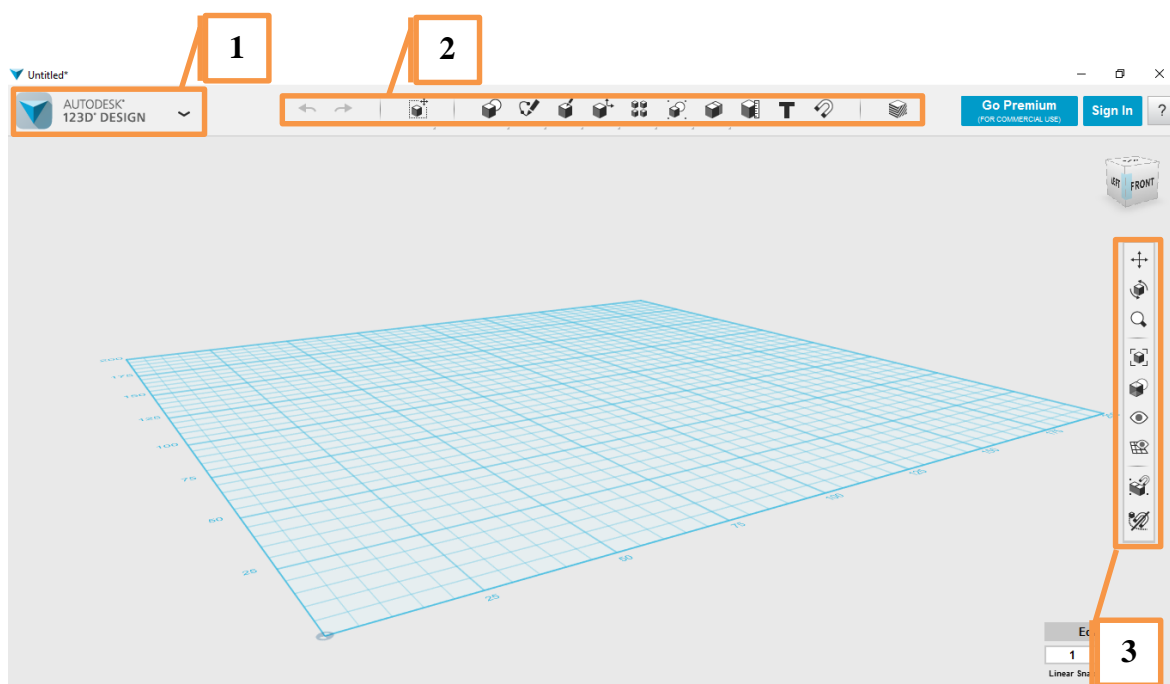 1
2
Untitled*
AUTODESK®
123D® DESIGN
T
Go Premium
(FOR COMMERCIAL USE)
Sign In
?
LEFT
FRONT
200
175
150
125
100
75
50
25
25
50
75
100
125
150
175
1
3
Linear